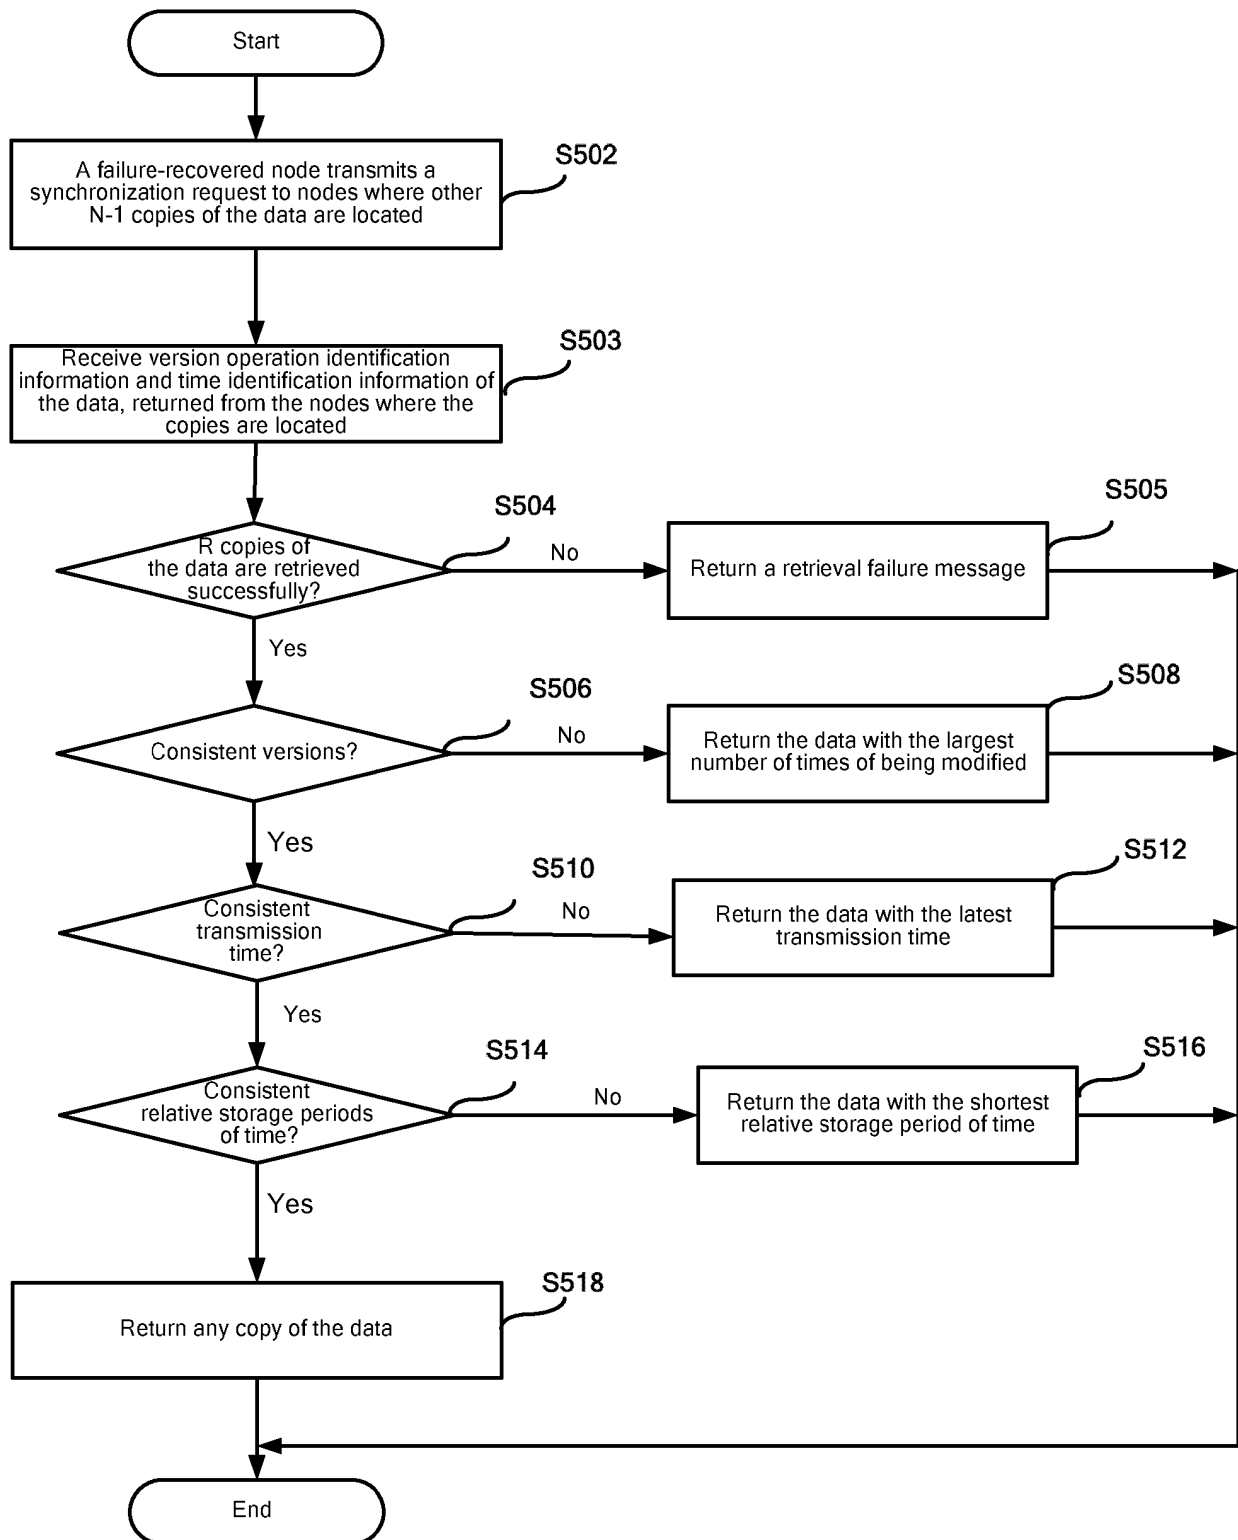 Start
A failure-recovered node transmits a
synchronization request to nodes where other
N-1 copies of the data are located
S502
Receive version operation identification
information and time identification information of
the data, returned from the nodes where the
copies are located
S503
R copies of
the data are retrieved
successfully?
S504
No
Return a retrieval failure message
S505
Yes
Consistent versions?
S506
No
Return the data with the largest
number of times of being modified
S508
Yes
Consistent
transmission
time?
S510
No
Return the data with the latest
transmission time
S512
Yes
Consistent
relative storage periods
of time?
S514
No
Return the data with the shortest
relative storage period of time
S516
Yes
Return any copy of the data
S518
End